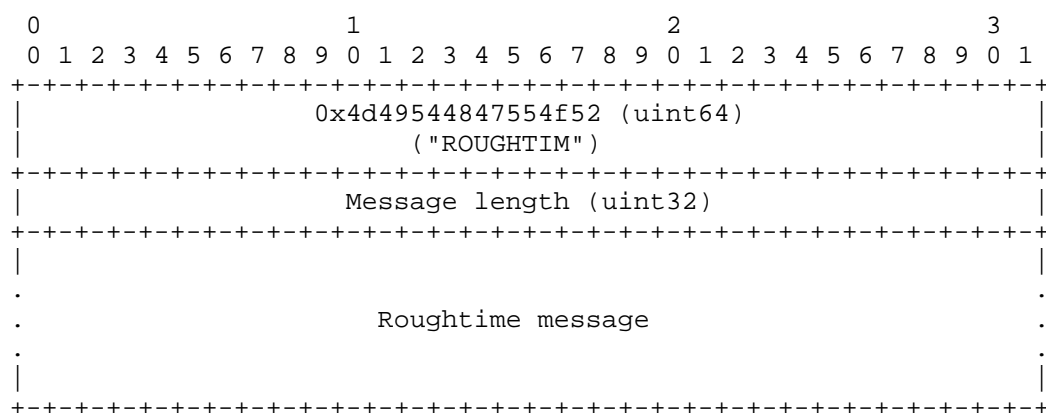 0 1 2 3
0 1 2 3 4 5 6 7 8 9 0 1 2 3 4 5 6 7 8 9 0 1 2 3 4 5 6 7 8 9 0 1
+-+-+-+-+-+-+-+-+-+-+-+-+-+-+-+-+-+-+-+-+-+-+-+-+-+-+-+-+-+-+-+-+
| 0x4d49544847554f52 (uint64) |
| ("ROUGHTIM") |
+-+-+-+-+-+-+-+-+-+-+-+-+-+-+-+-+-+-+-+-+-+-+-+-+-+-+-+-+-+-+-+-+
| Message length (uint32) |
+-+-+-+-+-+-+-+-+-+-+-+-+-+-+-+-+-+-+-+-+-+-+-+-+-+-+-+-+-+-+-+-+
| |
. .
. Roughtime message .
. .
| |
+-+-+-+-+-+-+-+-+-+-+-+-+-+-+-+-+-+-+-+-+-+-+-+-+-+-+-+-+-+-+-+-+